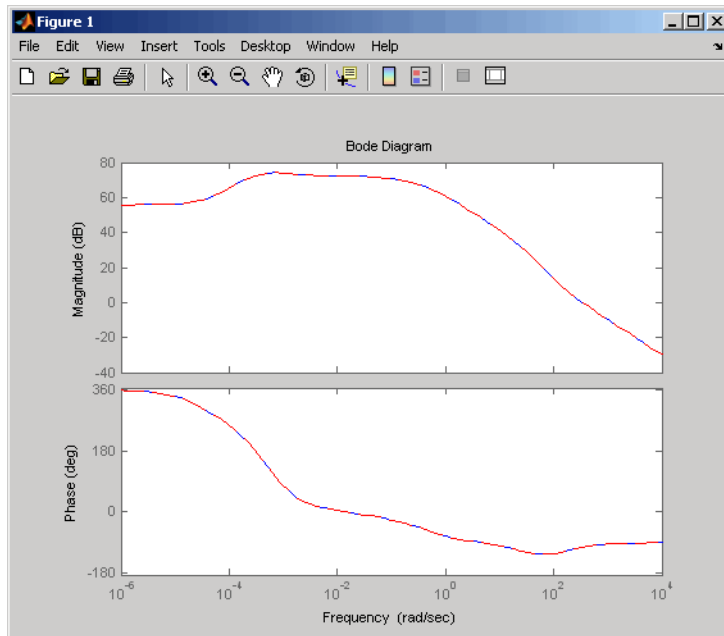 Figure 1
File Edit View Insert Tools Desktop Window Help
Bode Diagram
80
60
40
20
0
-20
-40
Magnitude (dB)
360
180
0
-180
Phase (deg)
10^-6 10^-4 10^-2 10^0 10^2 10^4
Frequency (rad/sec)